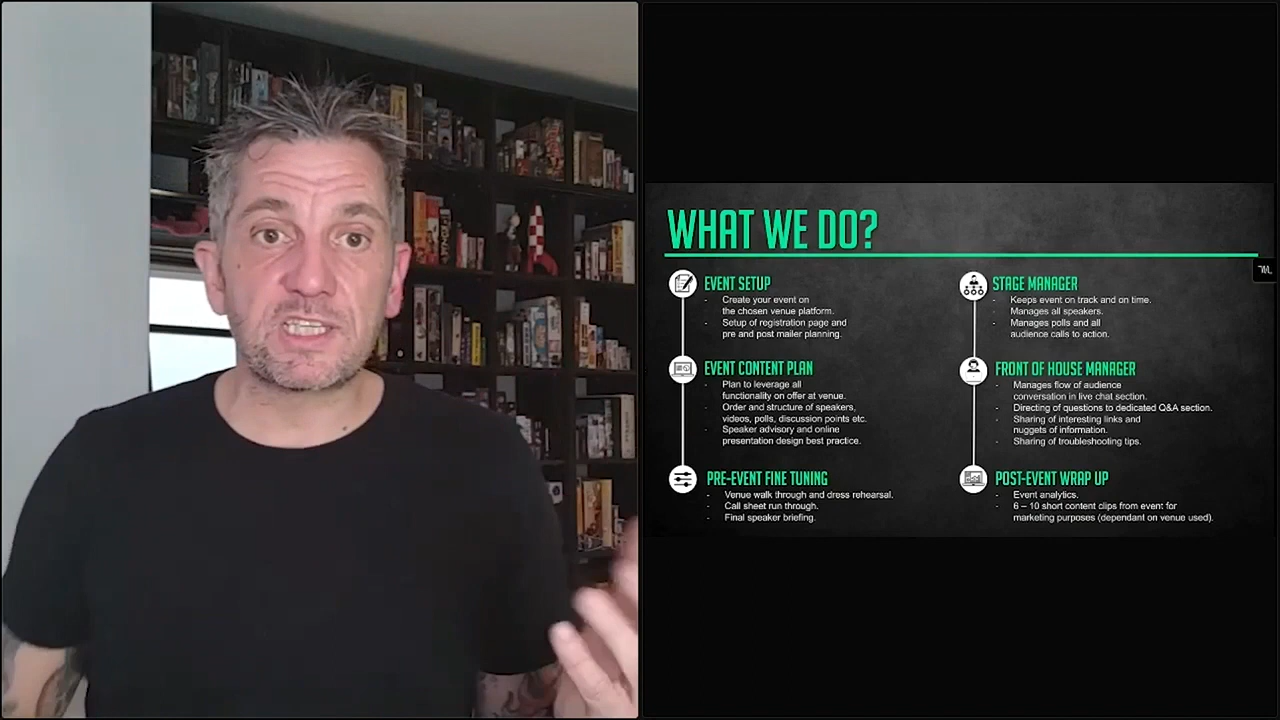 WHAT WE DO?
EVENT SETUP
- Create your event on
the chosen venue platform.
- Setup of registration page and
pre and post mailer planning.
EVENT CONTENT PLAN
- Plan to leverage all
functionality on offer at venue.
- Order and structure of speakers,
videos, polls, discussion points etc.
- Speaker advisory and online
presentation design best practice.
PRE-EVENT FINE TUNING
- Venue walk through and dress rehearsal.
- Call sheet run through.
- Final speaker briefing.
STAGE MANAGER
- Keeps event on track and on time.
- Manages all speakers.
- Manages polls and all
audience calls to action.
FRONT OF HOUSE MANAGER
- Manages flow of audience
conversation in live chat section.
- Directing of questions to dedicated Q&A section.
- Sharing of interesting links and
nuggets of information.
- Sharing of troubleshooting tips.
POST-EVENT WRAP UP
- Event analytics.
- 6 – 10 short content clips from event for
marketing purposes (dependant on venue used).